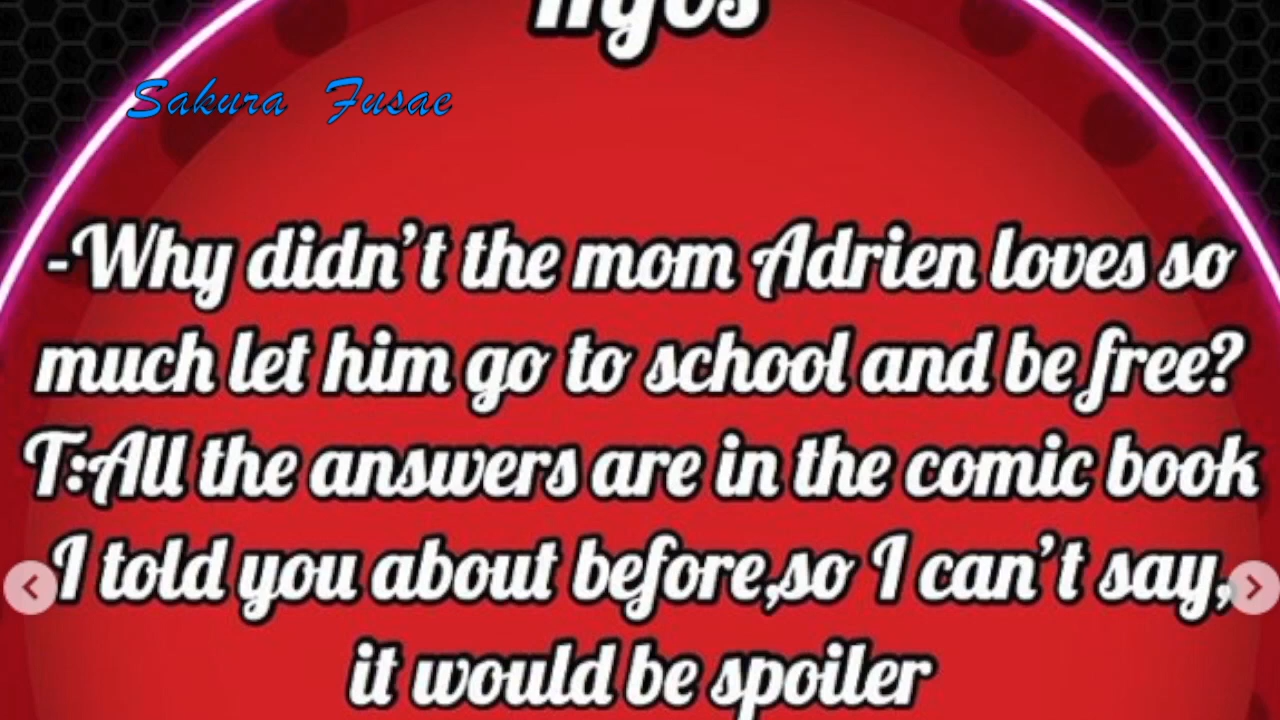 Sakura Fusae
-Why didn't the mom Adrien loves so
much let him go to school and be free?
T:All the answers are in the comic book
I told you about before,so I can't say,
it would be spoiler